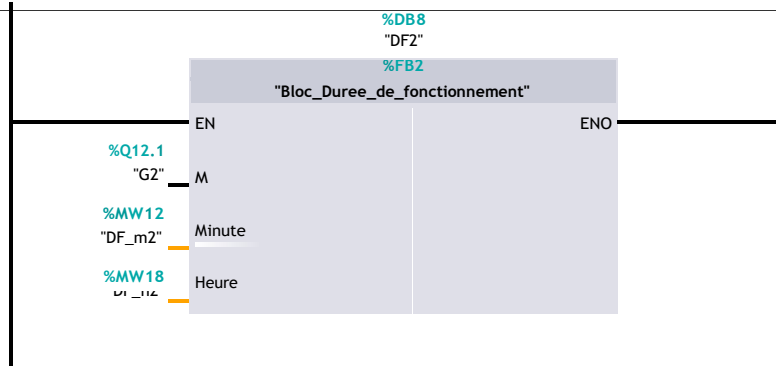 %DB8
"DF2"
%FB2
"Bloc_Duree_de_fonctionnement"
EN ENO
%Q12.1
"G2" M
%MW12
"DF_m2" Minute
%MW18
Heure